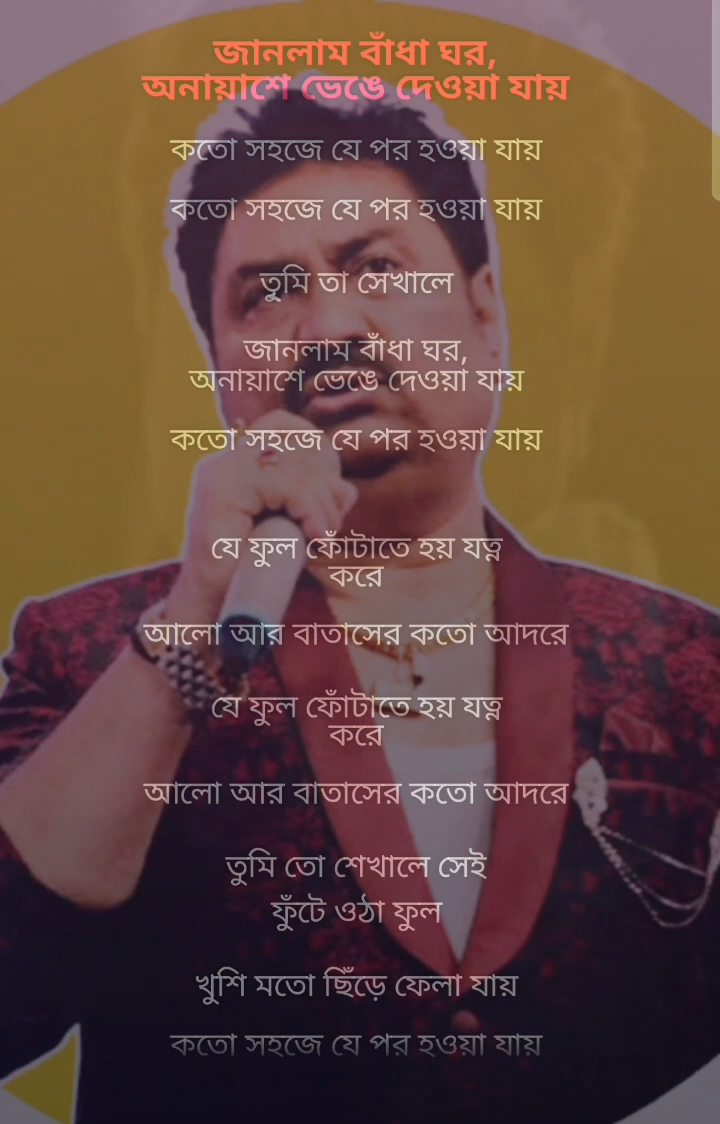 জানলাম বাঁধা ঘর,
অনায়াশে ভেঙে দেওয়া যায়
কতো সহজে যে পর হওয়া যায়
কতো সহজে যে পর হওয়া যায়
তুমি তা সেখালে
জানলাম বাঁধা ঘর,
অনায়াশে ভেঙে দেওয়া যায়
কতো সহজে যে পর হওয়া যায়
যে ফুল ফোঁটাতে হয় যত্ন
করে
আলো আর বাতাসের কতো আদরে
যে ফুল ফোঁটাতে হয় যত্ন
করে
আলো আর বাতাসের কতো আদরে
তুমি তো শেখালে সেই
ফুঁটে ওঠা ফুল
খুশি মতো ছিঁড়ে ফেলা যায়
কতো সহজে যে পর হওয়া যায়